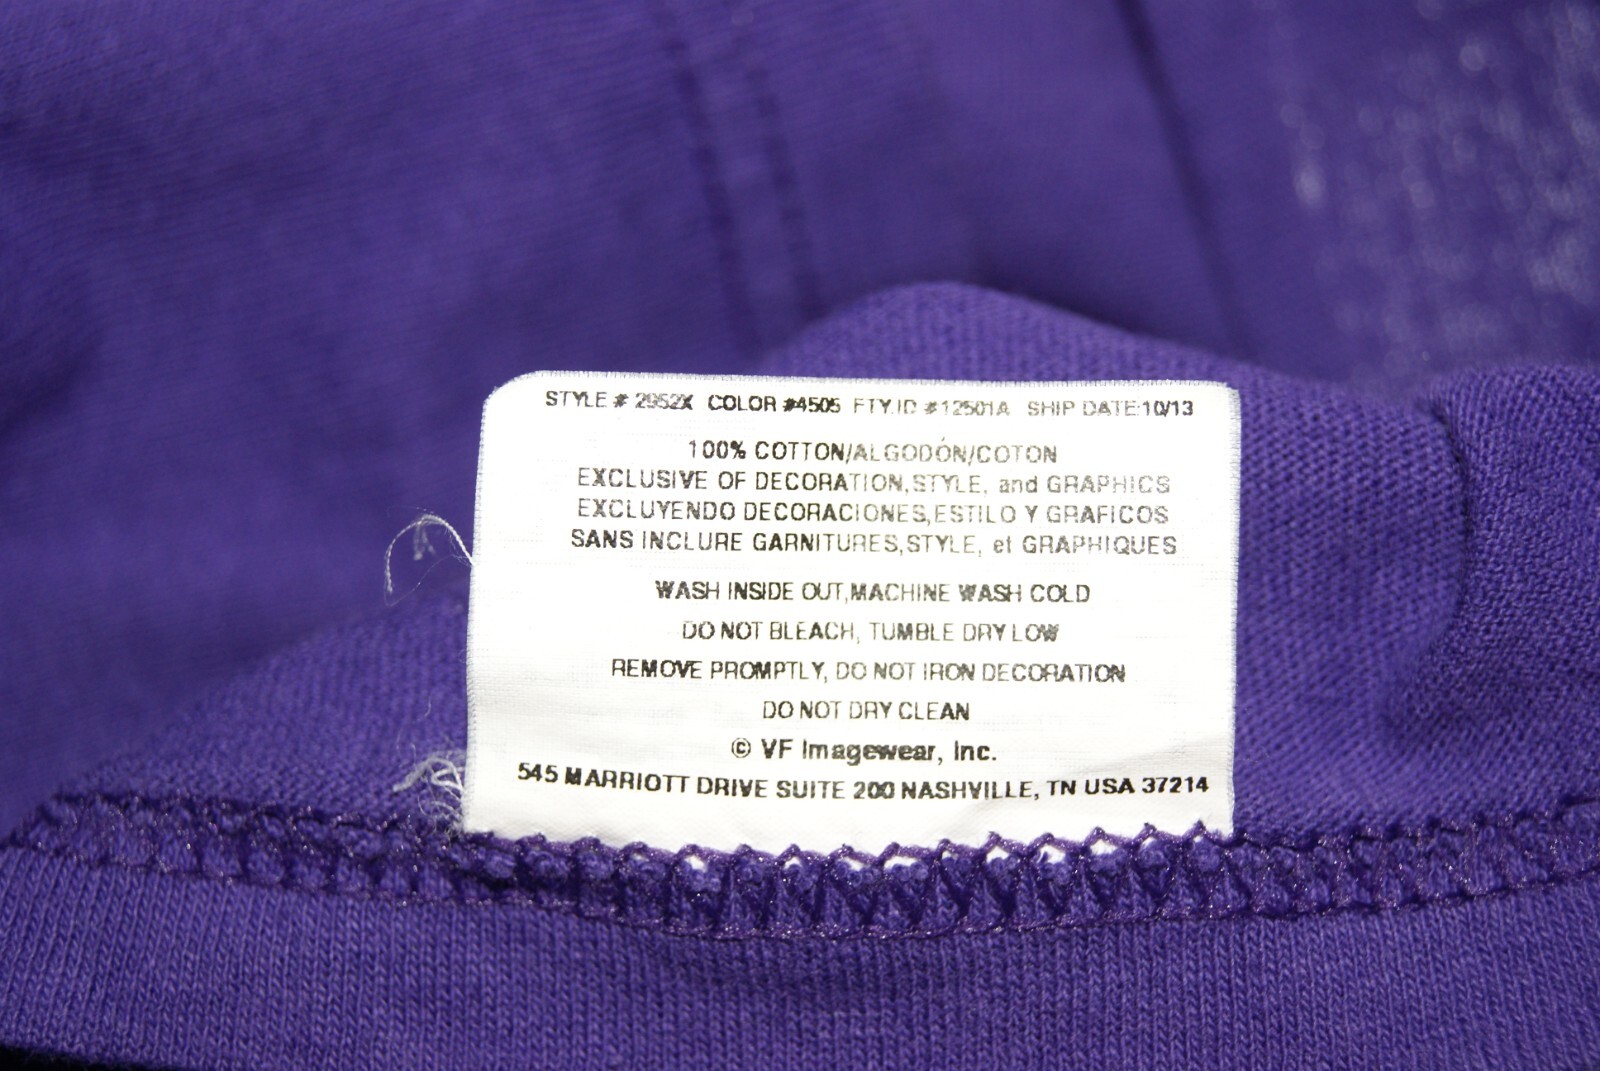 STYLE # 2952X COLOR #4505 FTY.ID #12501A SHIP DATE:10/13
100% COTTON/ALGODÓN/COTON
EXCLUSIVE OF DECORATION,STYLE, and GRAPHICS
EXCLUYENDO DECORACIONES,ESTILO Y GRAFICOS
SANS INCLURE GARNITURES,STYLE, et GRAPHIQUES
WASH INSIDE OUT,MACHINE WASH COLD
DO NOT BLEACH, TUMBLE DRY LOW
REMOVE PROMPTLY, DO NOT IRON DECORATION
DO NOT DRY CLEAN
© VF Imagewear, Inc.
545 MARRIOTT DRIVE SUITE 200 NASHVILLE, TN USA 37214